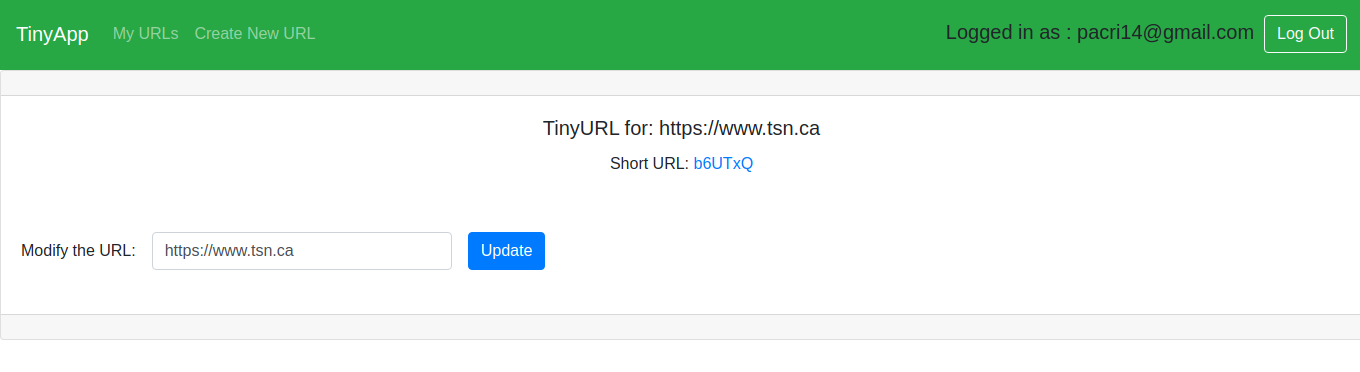 TinyApp My URLs Create New URL Logged in as : pacri14@gmail.com Log Out
TinyURL for: https://www.tsn.ca
Short URL: b6UTxQ
Modify the URL: https://www.tsn.ca Update